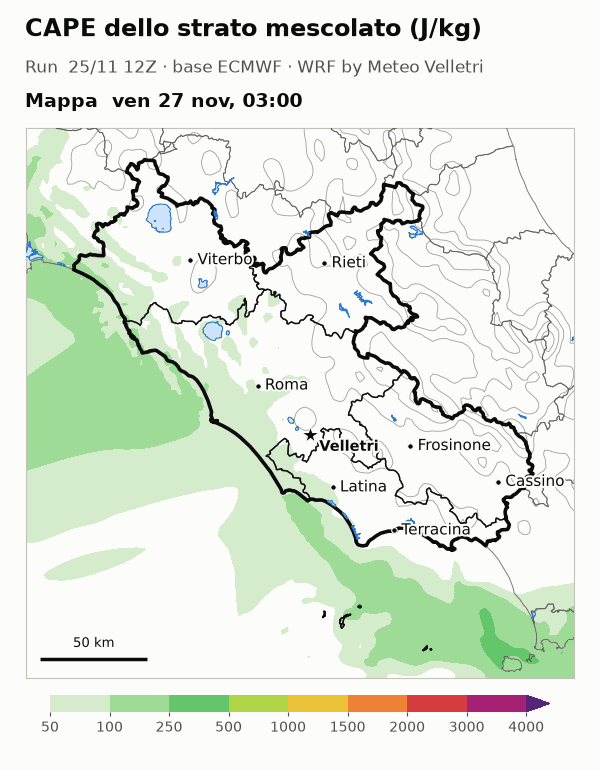 CAPE dello strato mescolato (J/kg)
Run  25/11 12Z · base ECMWF · WRF by Meteo Velletri
Mappa  ven 27 nov, 03:00
Viterbo
Rieti
Roma
Velletri
Frosinone
Cassino
Latina
Terracina
50 km
50 100 250 500 1000 1500 2000 3000 4000